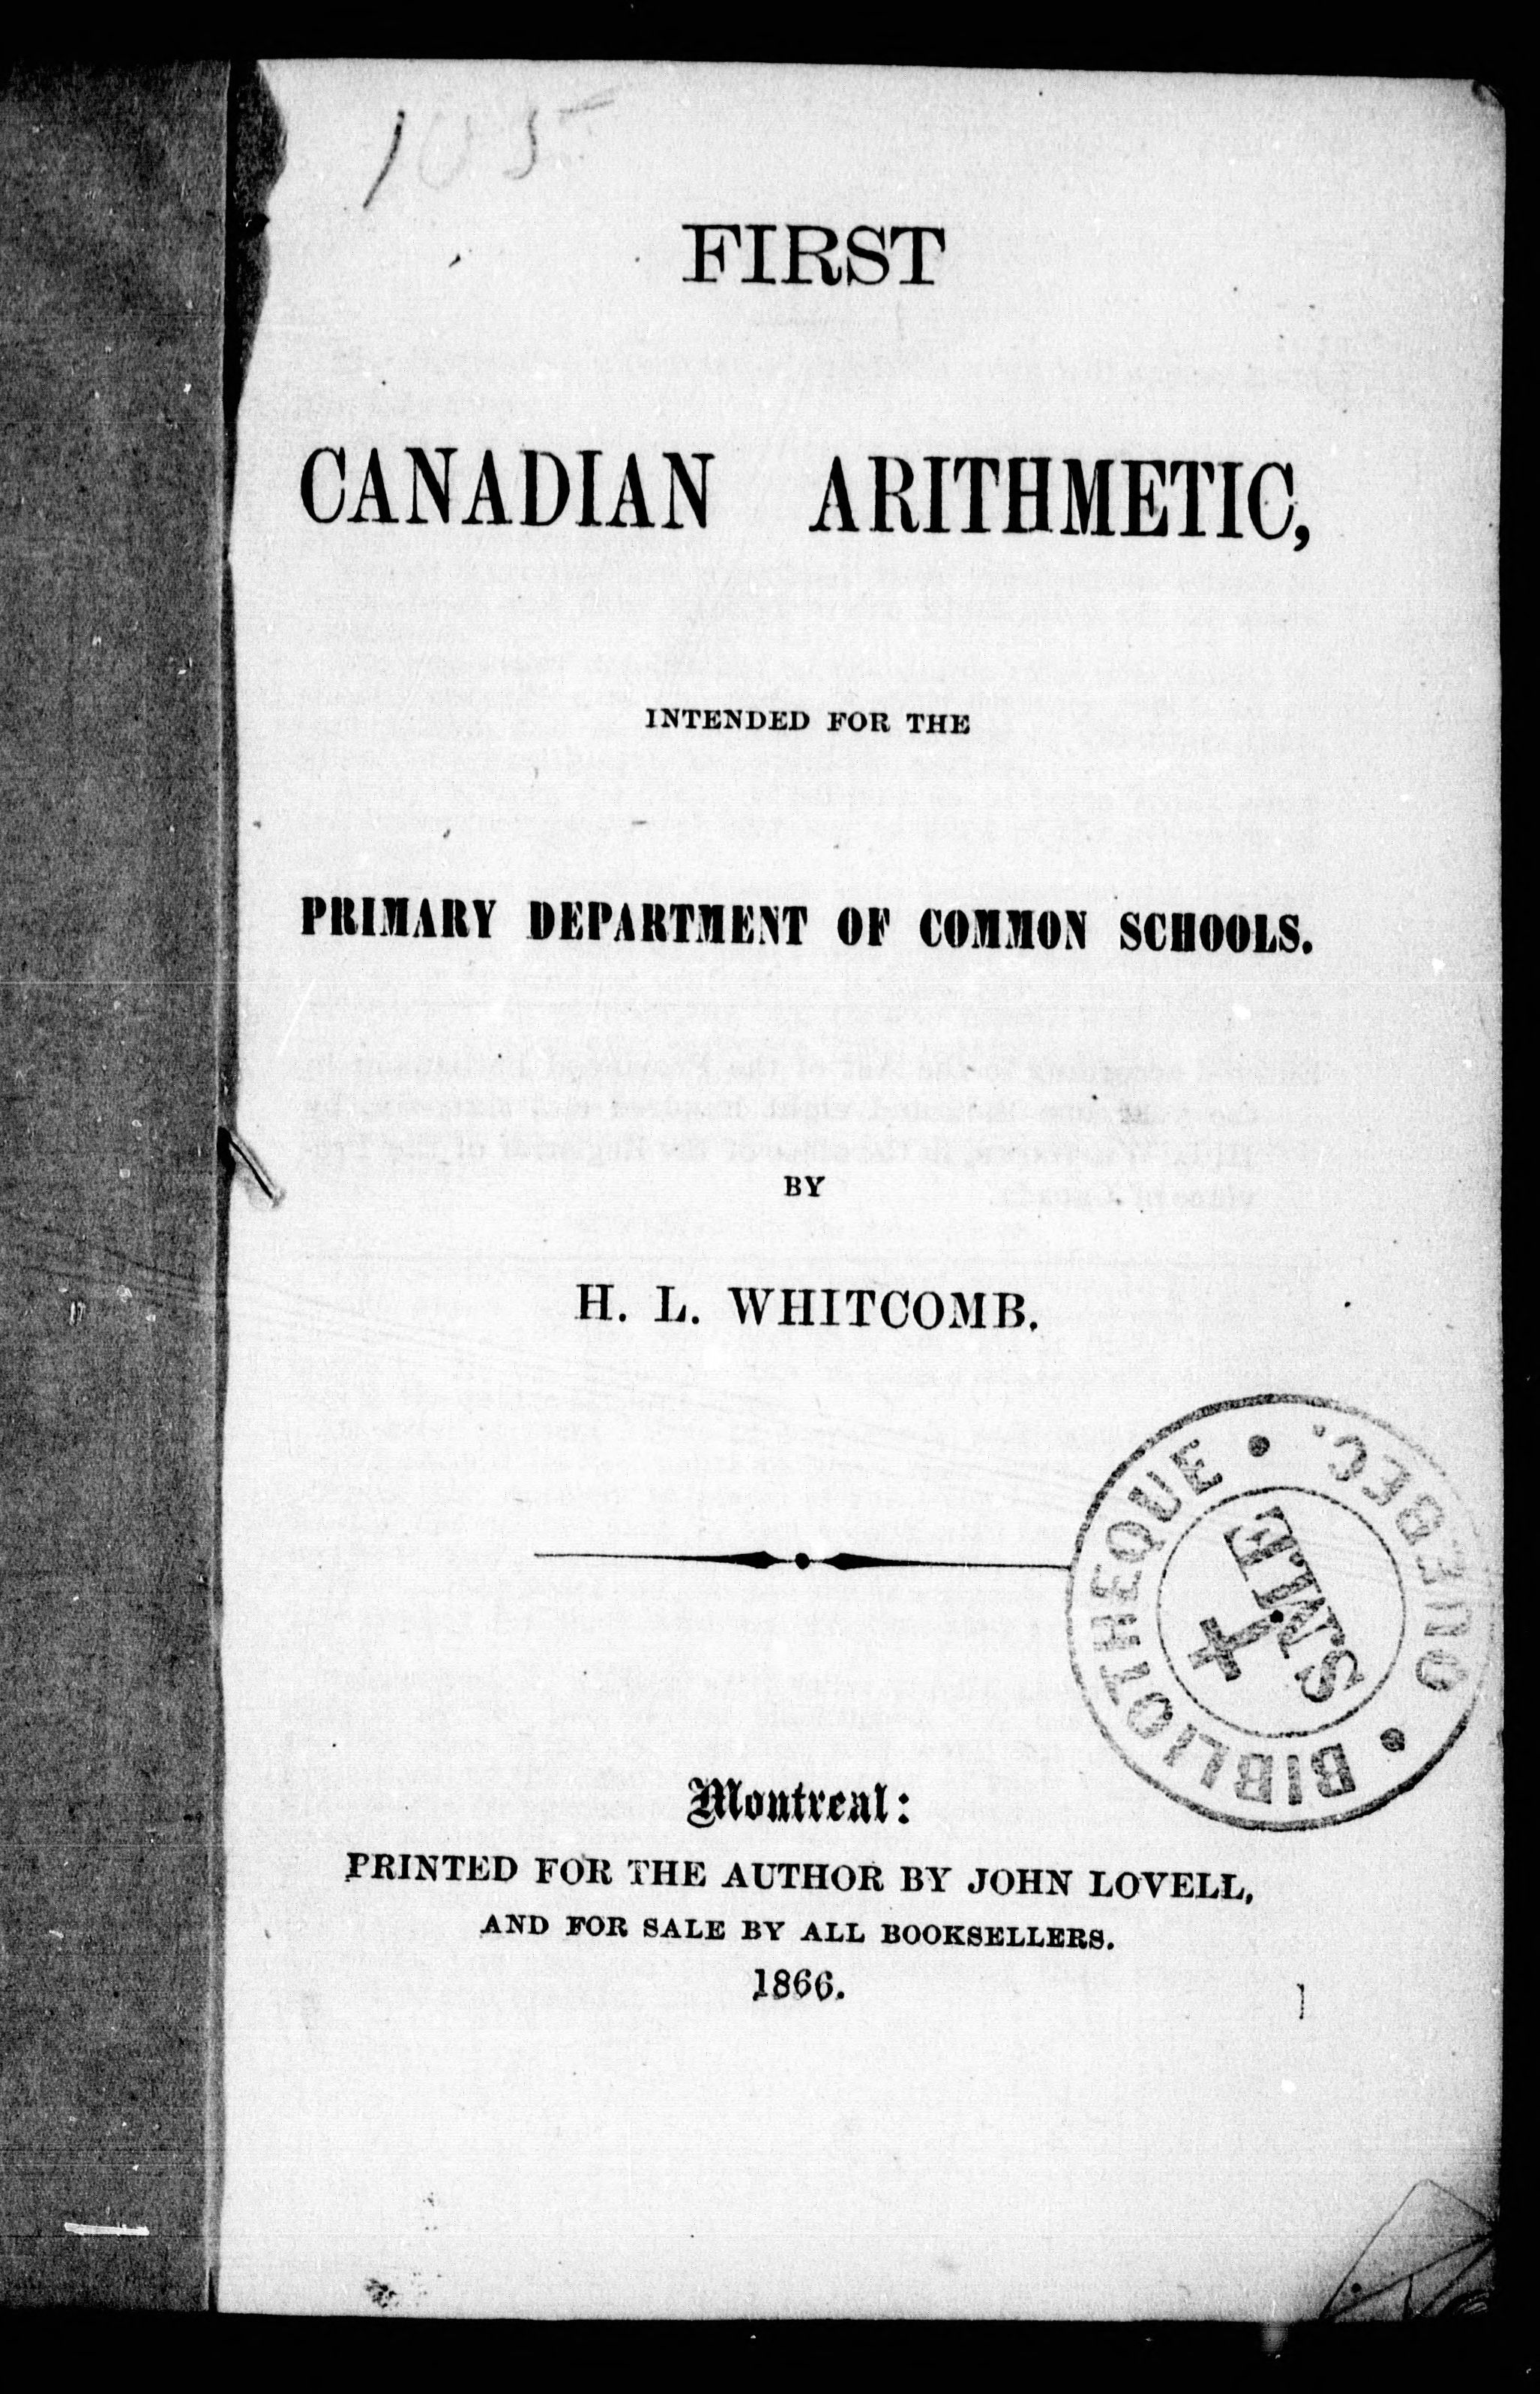 105
FIRST
CANADIAN ARITHMETIC,
INTENDED FOR THE
PRIMARY DEPARTMENT OF COMMON SCHOOLS.
BY
H. L. WHITCOMB.
BIBLIOTHEQUE • QUEBEC. •
STE
Montreal:
PRINTED FOR THE AUTHOR BY JOHN LOVELL,
AND FOR SALE BY ALL BOOKSELLERS.
1866.